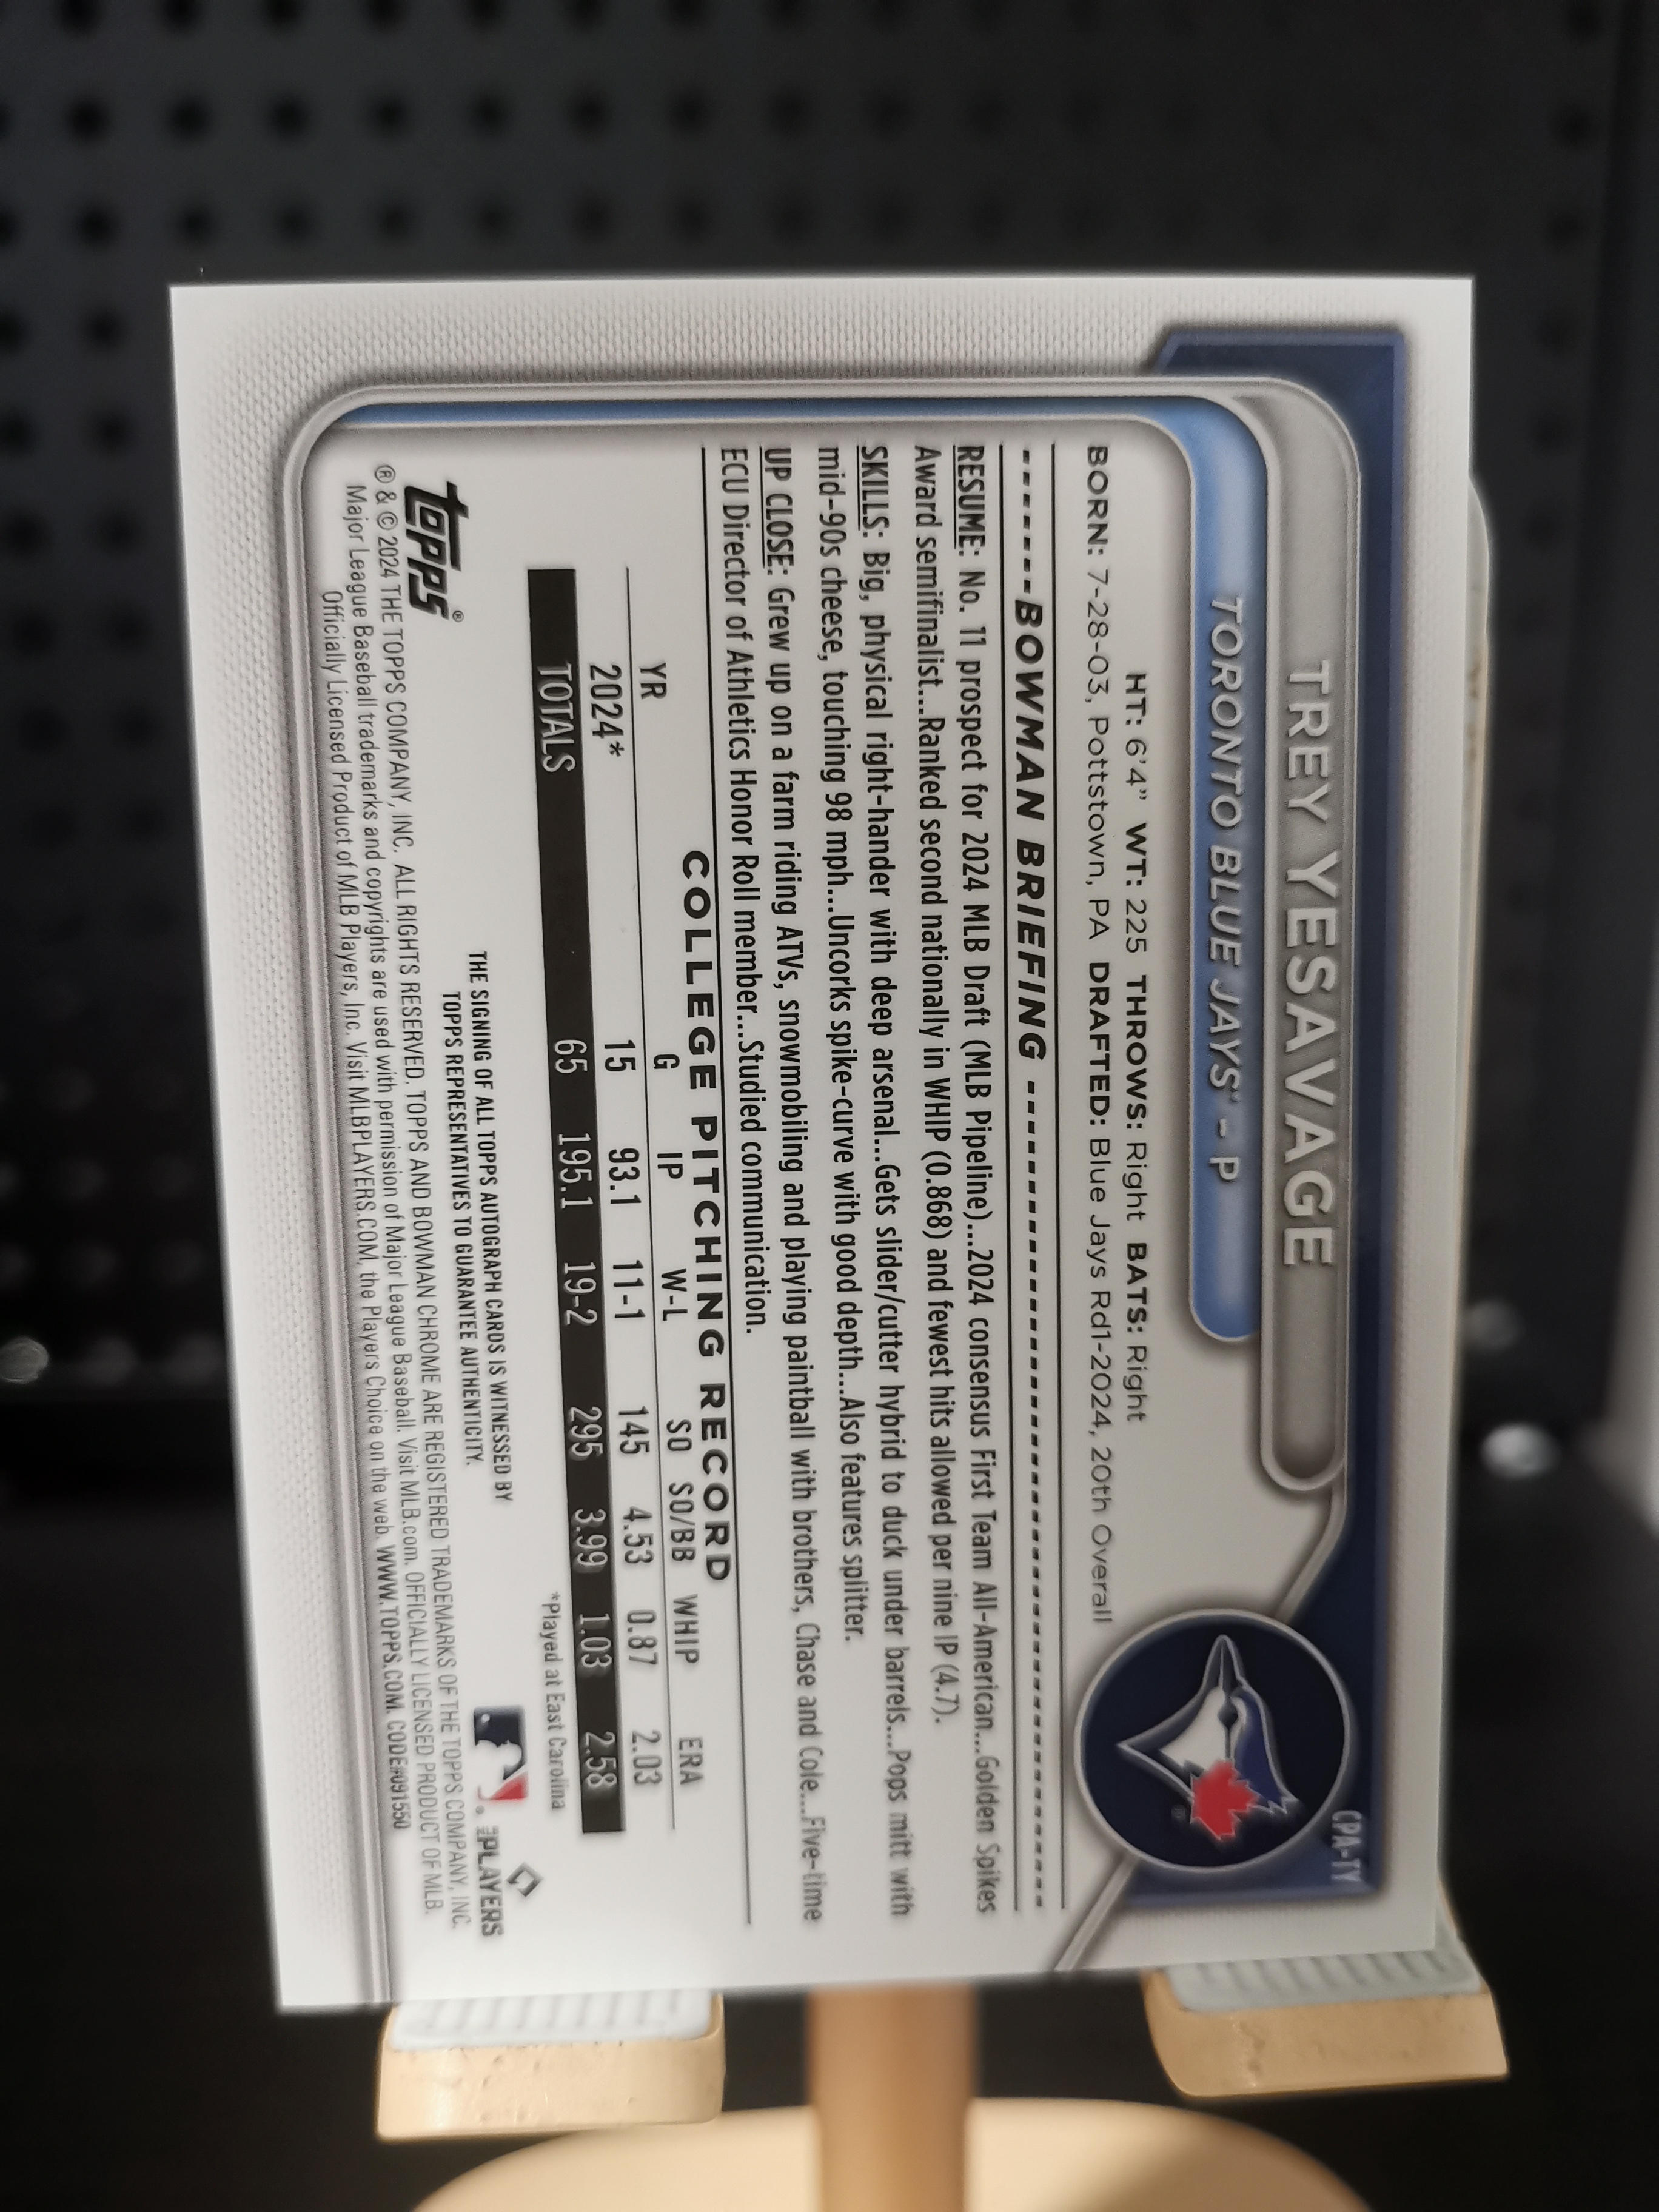 CPA-TY
TREY YESAVAGE
TORONTO BLUE JAYS® - P
HT: 6'4" WT: 225 THROWS: Right BATS: Right
BORN: 7-28-03, Pottstown, PA DRAFTED: Blue Jays Rd1-2024, 20th Overall
BOWMAN BRIEFING
RESUME: No. 11 prospect for 2024 MLB Draft (MLB Pipeline)...2024 consensus First Team All-American...Golden Spikes
Award semifinalist...Ranked second nationally in WHIP (0.868) and fewest hits allowed per nine IP (4.7).
SKILLS: Big, physical right-hander with deep arsenal...Gets slider/cutter hybrid to duck under barrels...Pops mitt with
mid-90s cheese, touching 98 mph...Uncorks spike-curve with good depth...Also features splitter.
UP CLOSE: Grew up on a farm riding ATVs, snowmobiling and playing paintball with brothers, Chase and Cole...Five-time
ECU Director of Athletics Honor Roll member...Studied communication.
COLLEGE PITCHING RECORD
YR G IP W-L SO SO/BB WHIP ERA
2024* 15 93.1 11-1 145 4.53 0.87 2.03
TOTALS 65 195.1 19-2 295 3.99 1.03 2.58
*Played at East Carolina
THE SIGNING OF ALL TOPPS AUTOGRAPH CARDS IS WITNESSED BY
TOPPS REPRESENTATIVES TO GUARANTEE AUTHENTICITY.
topps®
THE PLAYERS
® & © 2024 THE TOPPS COMPANY, INC. ALL RIGHTS RESERVED. TOPPS AND BOWMAN CHROME ARE REGISTERED TRADEMARKS OF THE TOPPS COMPANY, INC.
Major League Baseball trademarks and copyrights are used with permission of Major League Baseball. Visit MLB.com. OFFICIALLY LICENSED PRODUCT OF MLB.
Officially Licensed Product of MLB Players, Inc. Visit MLBPLAYERS.COM, the Players Choice on the web. WWW.TOPPS.COM. CODE#091550